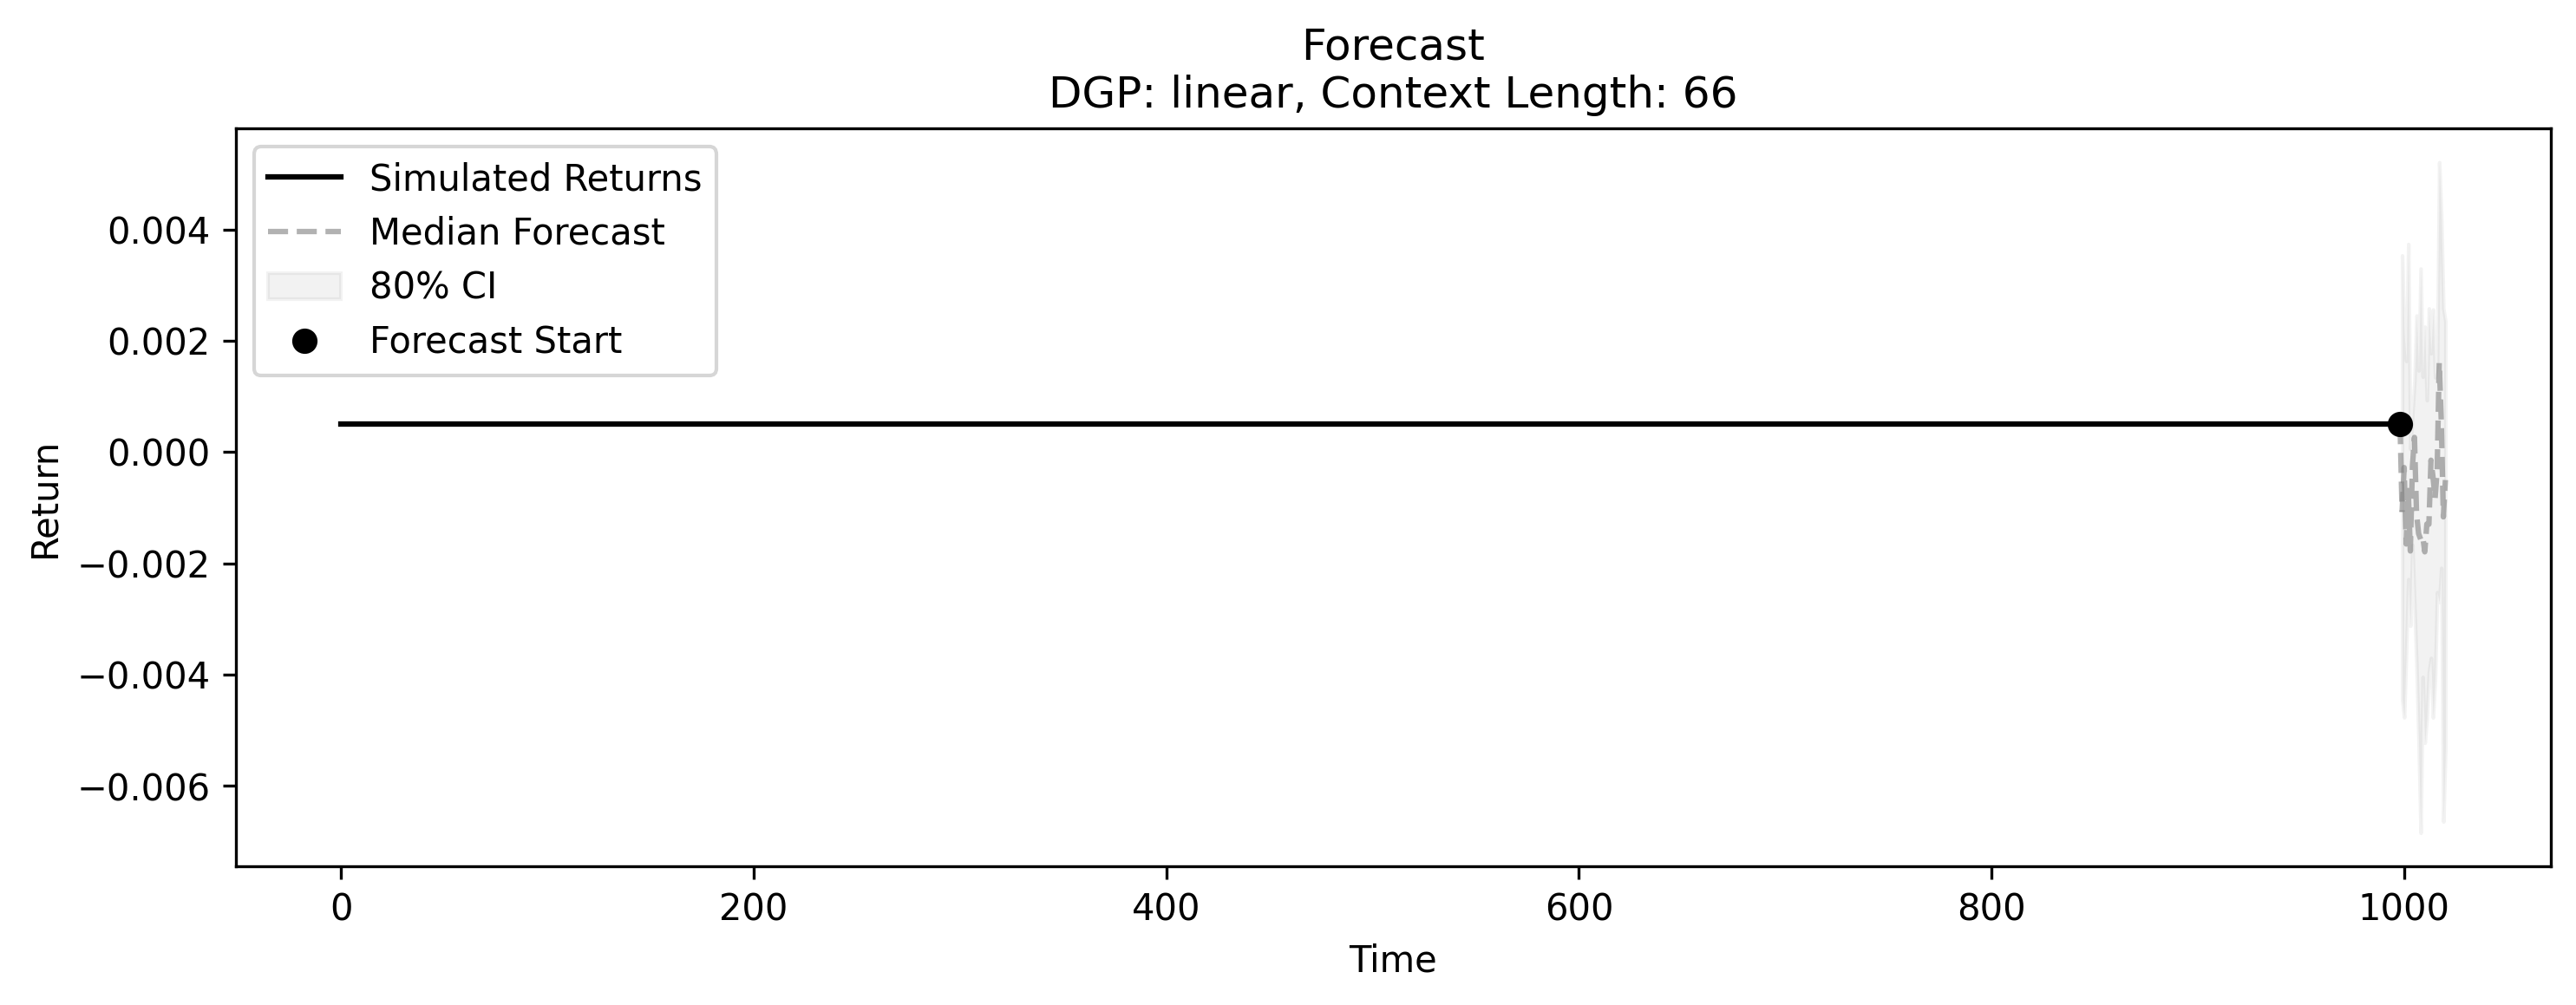 Forecast
DGP: linear, Context Length: 66
Simulated Returns
Median Forecast
80% CI
Forecast Start
Return
0.004
0.002
0.000
−0.002
−0.004
−0.006
0
200
400
600
800
1000
Time